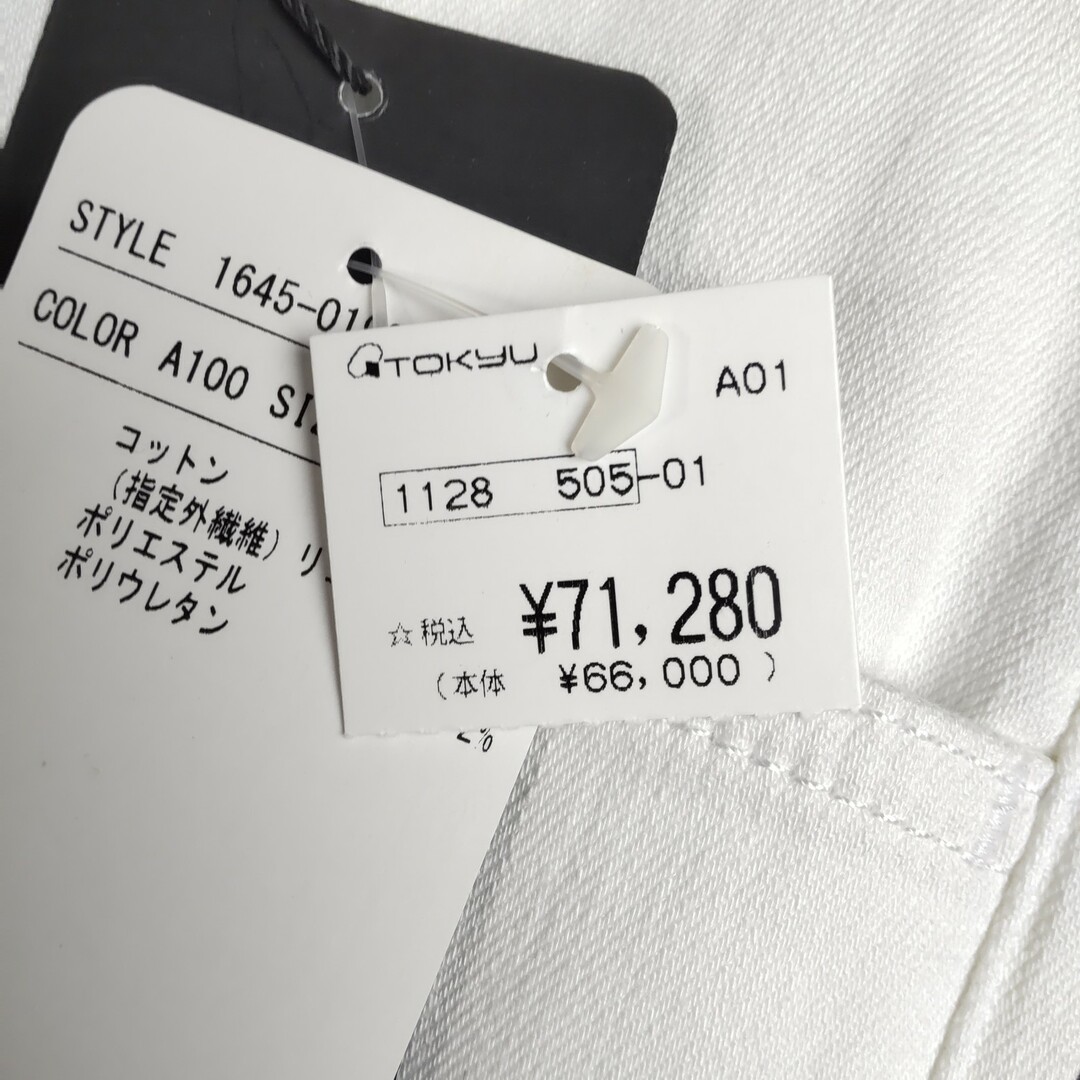 STYLE 1645-010
COLOR A100 SI
コットン
(指定外繊維) リ
ポリエステル
ポリウレタン
2%
TOKYU
A01
1128 505-01
☆税込 ¥71,280
(本体 ¥66,000)